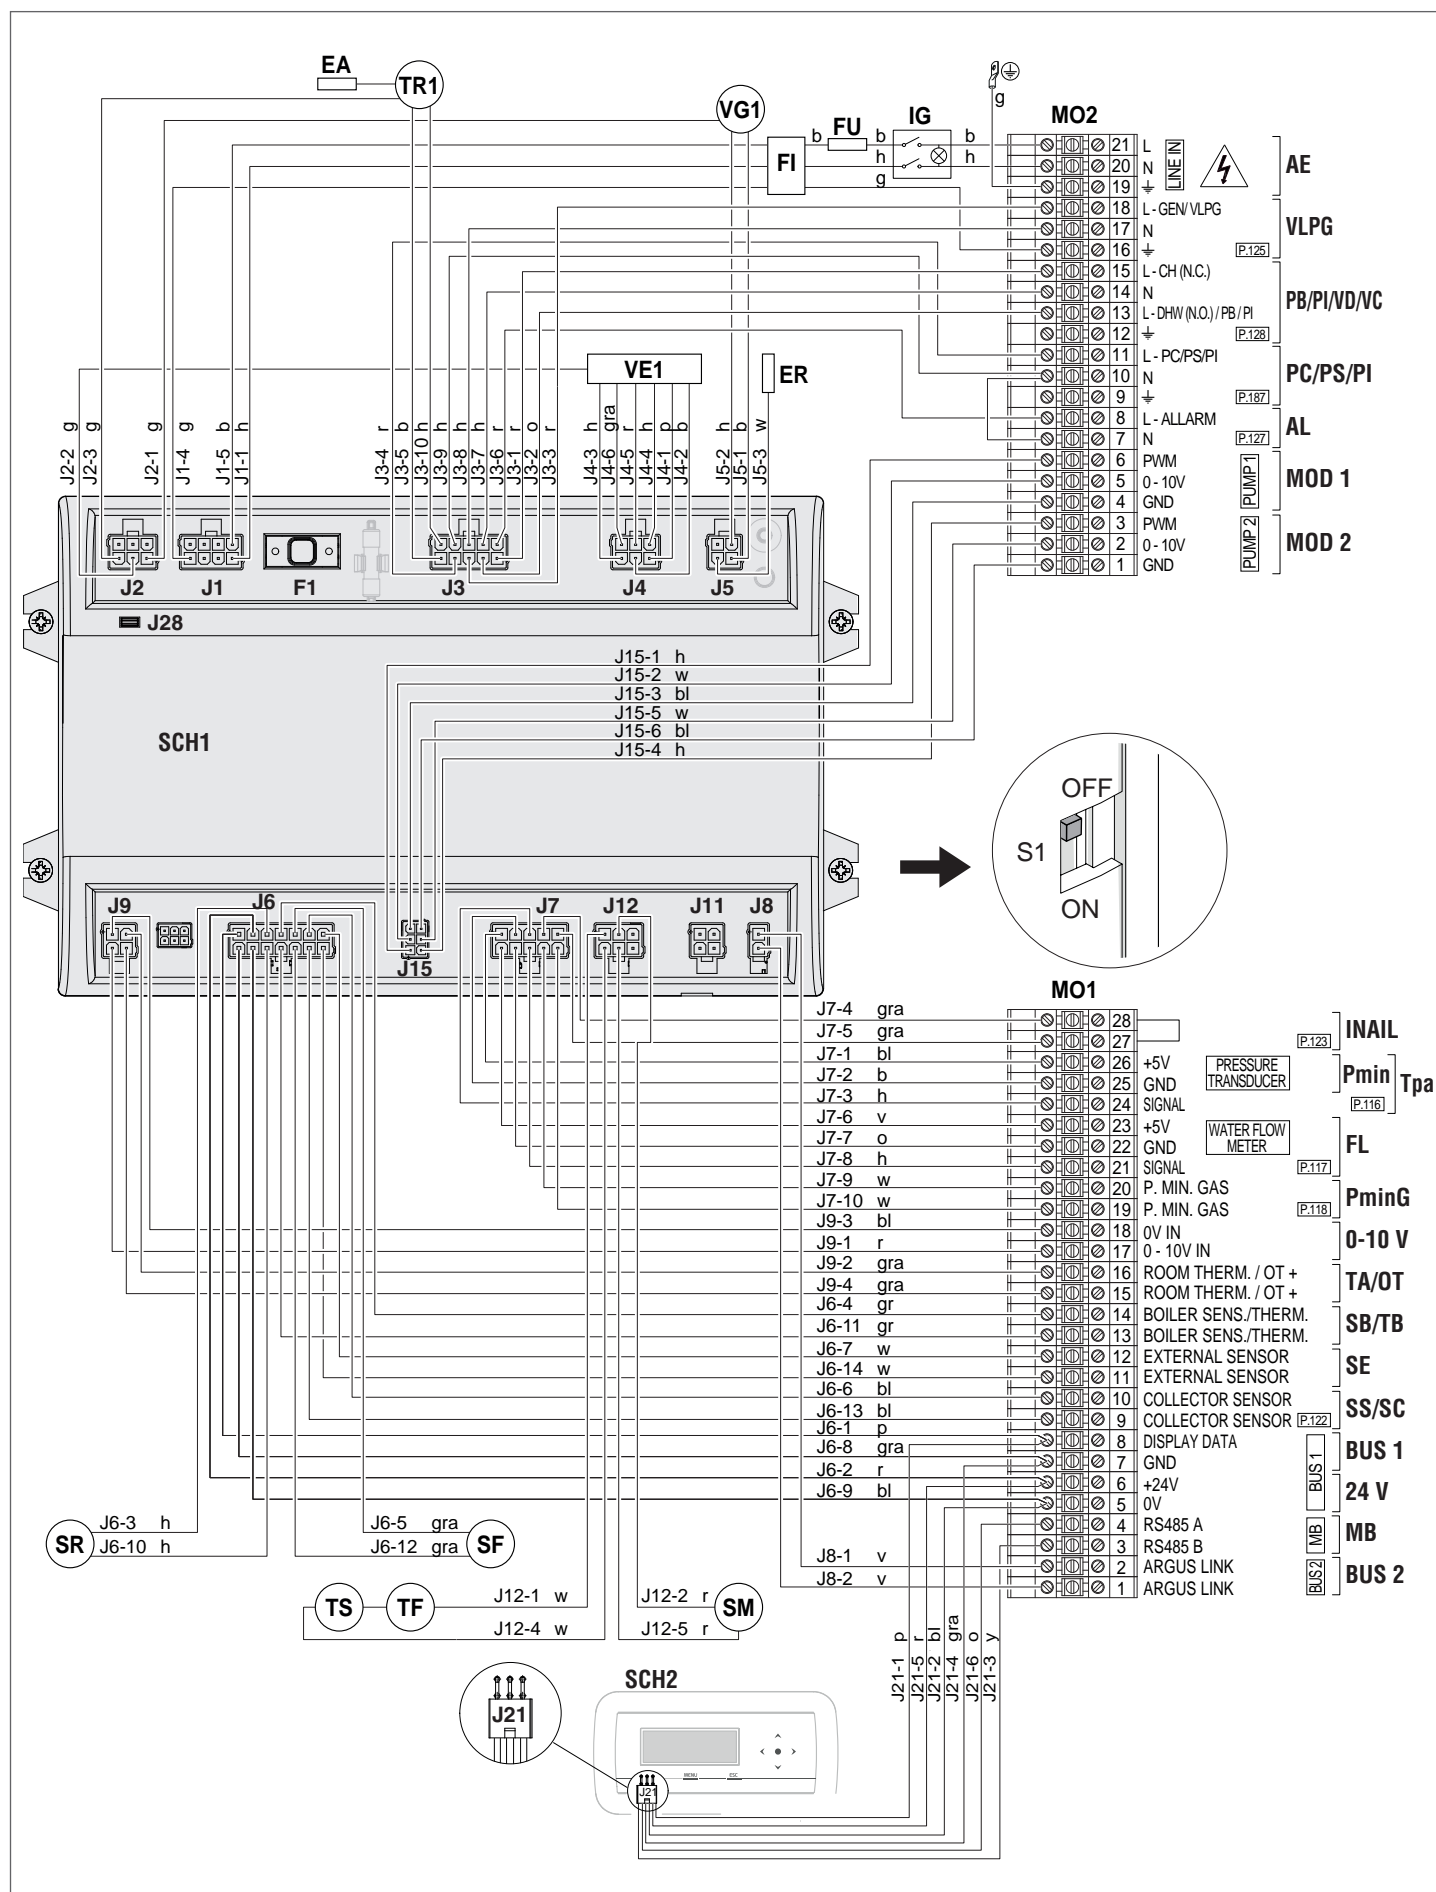 EA
TR1
VG1
g
MO2
b
FU
b
IG
b
h
h
g
FI
21 L
20 N
19
LINE IN
AE
18 L - GEN/ VLPG
17 N
16
P.125
VLPG
15 L - CH (N.C.)
14 N
13 L - DHW (N.O.) / PB / PI
12
P.128
PB/PI/VD/VC
11 L - PC/PS/PI
10 N
9
P.187
PC/PS/PI
8 L - ALLARM
7 N
P.127
AL
6 PWM
5 0 - 10V
4 GND
PUMP 1
MOD 1
3 PWM
2 0 - 10V
1 GND
PUMP 2
MOD 2
VE1
ER
J2-2 g
J2-3 g
J2-1 g
J1-4 g
J1-5 b
J1-1 h
J3-4 r
J3-5 b
J3-10 h
J3-9 h
J3-8 h
J3-7 h
J3-6 r
J3-1 r
J3-2 o
J3-3 r
J4-3 h
J4-6 gra
J4-5 r
J4-4 h
J4-1 p
J4-2 b
J5-2 h
J5-1 b
J5-3 w
J2
J1
F1
J3
J4
J5
J28
J15-1 h
J15-2 w
J15-3 bl
J15-5 w
J15-6 bl
J15-4 h
SCH1
OFF
S1
ON
J9
J6
J15
J7
J12
J11
J8
MO1
J7-4 gra
J7-5 gra
J7-1 bl
J7-2 b
J7-3 h
J7-6 v
J7-7 o
J7-8 h
J7-9 w
J7-10 w
J9-3 bl
J9-1 r
J9-2 gra
J9-4 gra
J6-4 gr
J6-11 gr
J6-7 w
J6-14 w
J6-6 bl
J6-13 bl
J6-1 p
J6-8 gra
J6-2 r
J6-9 bl
J8-1 v
J8-2 v
28
27
P.123
INAIL
26 +5V
25 GND
24 SIGNAL
PRESSURE
TRANSDUCER
Pmin
Tpa
P.116
23 +5V
22 GND
21 SIGNAL
WATER FLOW
METER
P.117
FL
20 P. MIN. GAS
19 P. MIN. GAS
P.118
PminG
18 0V IN
17 0 - 10V IN
0-10 V
16 ROOM THERM. / OT +
15 ROOM THERM. / OT +
TA/OT
14 BOILER SENS./THERM.
13 BOILER SENS./THERM.
SB/TB
12 EXTERNAL SENSOR
11 EXTERNAL SENSOR
SE
10 COLLECTOR SENSOR
9 COLLECTOR SENSOR
P.122
SS/SC
8 DISPLAY DATA
7 GND
BUS 1
BUS 1
6 +24V
5 0V
24 V
4 RS485 A
3 RS485 B
MB
MB
2 ARGUS LINK
1 ARGUS LINK
BUS2
BUS 2
SR
J6-3 h
J6-10 h
J6-5 gra
J6-12 gra
SF
TS
TF
J12-1 w
J12-4 w
J12-2 r
J12-5 r
SM
J21-1 p
J21-5 r
J21-2 bl
J21-4 gra
J21-6 o
J21-3 y
SCH2
J21
MENU
ESC
J21